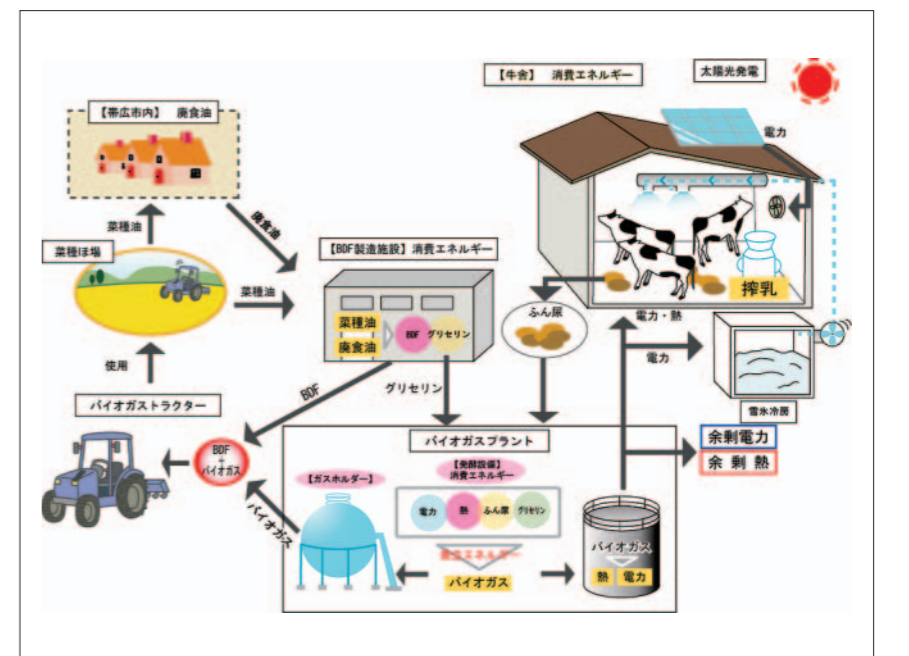 【牛舎】　消費エネルギー
太陽光発電
【帯広市内】　廃食油
電力
菜種油
廃食油
菜種ほ場
【BDF製造施設】消費エネルギー
菜種油
菜種油
廃食油
BDF
グリセリン
ふん尿
搾乳
電力・熱
電力
使用
BDF
グリセリン
雪氷冷房
バイオガストラクター
バイオガスプラント
余剰電力
余剰熱
BDF
+
バイオガス
【ガスホルダー】
【発酵設備】
消費エネルギー
電力
熱
ふん尿
グリセリン
バイオガス
エネルギー
バイオガス
バイオガス
熱
電力